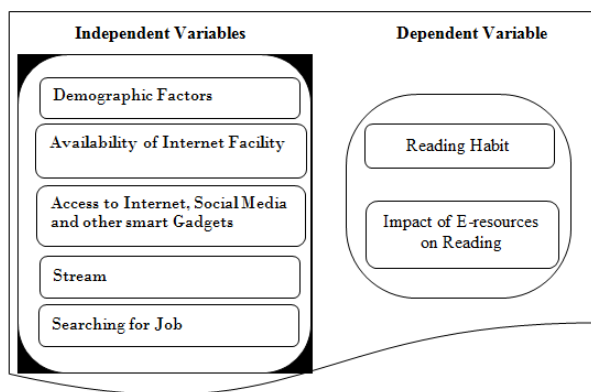 Independent Variables
Demographic Factors
Availability of Internet Facility
Access to Internet, Social Media
and other smart Gadgets
Stream
Searching for Job
Dependent Variable
Reading Habit
Impact of E-resources
on Reading